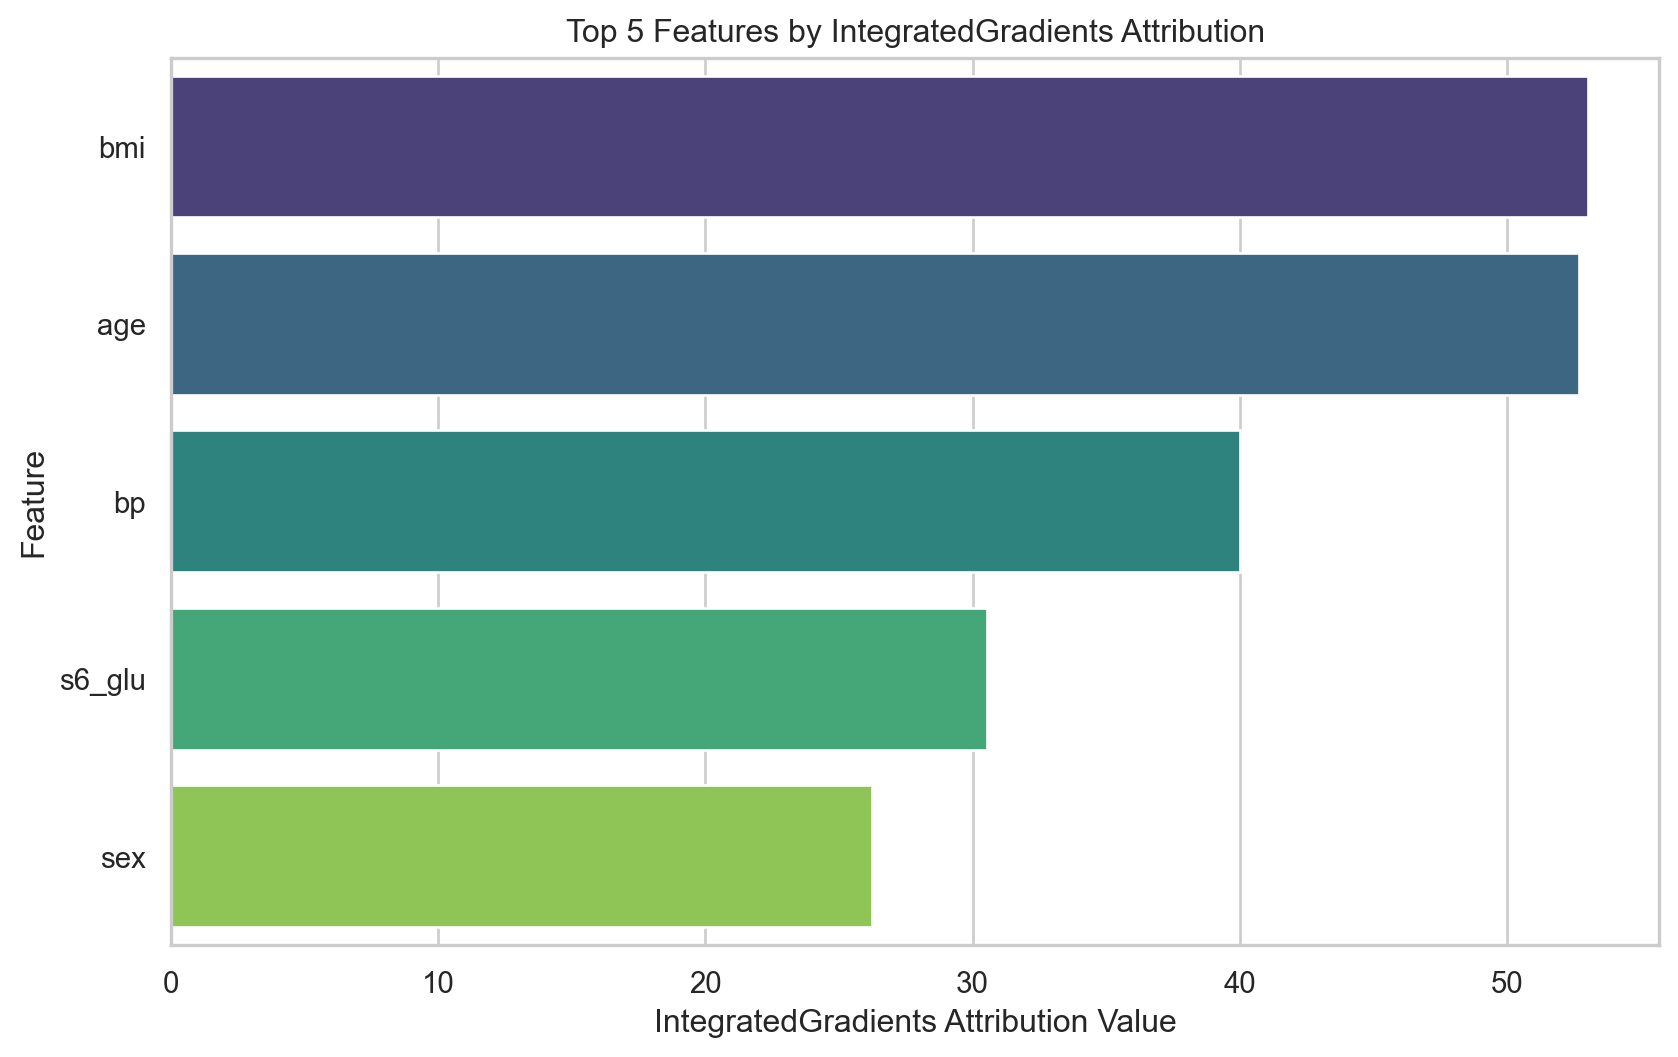 Top 5 Features by IntegratedGradients Attribution
Feature
bmi
age
bp
s6_glu
sex
0 10 20 30 40 50
IntegratedGradients Attribution Value